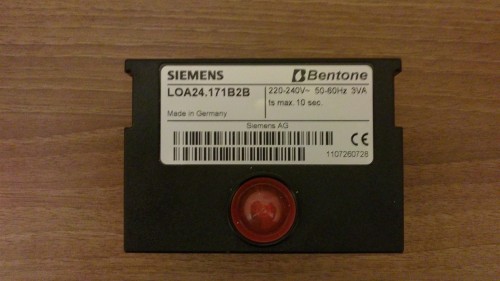 SIEMENS
Bentone
LOA24.171B2B
220-240V~ 50-60Hz 3VA
ts max. 10 sec.
Made in Germany
Siemens AG
CE
1107260728